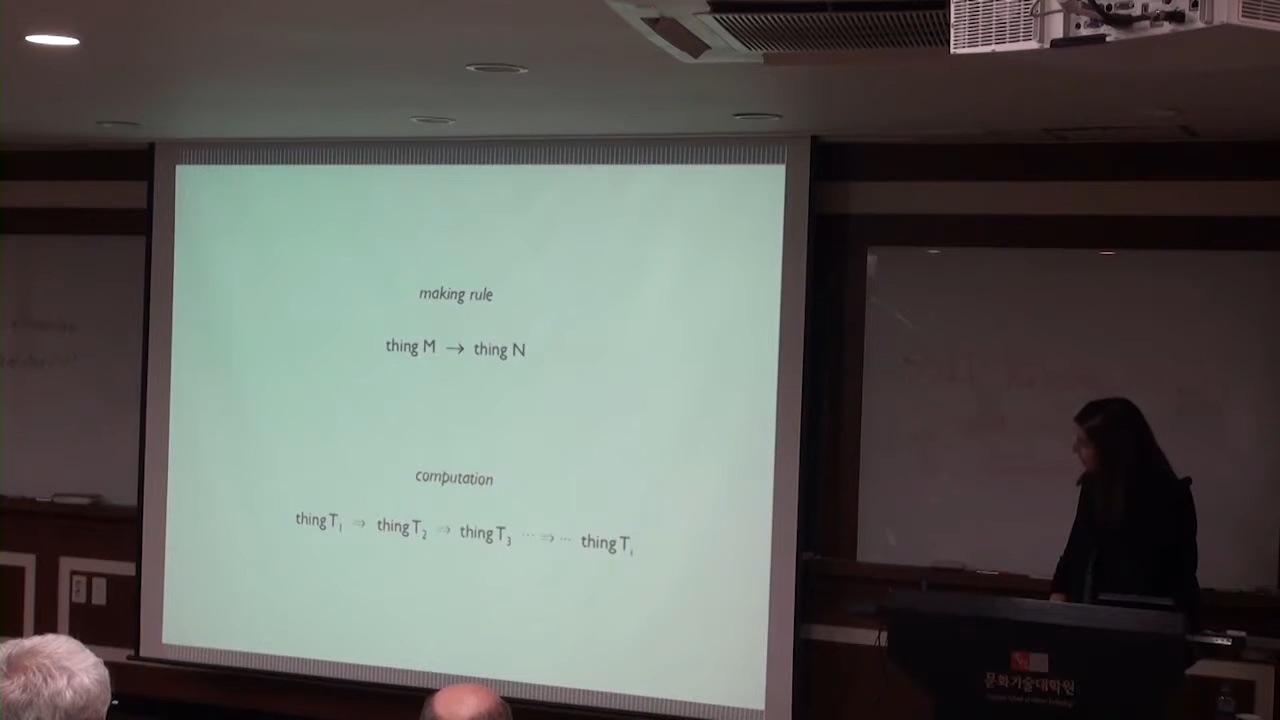 making rule
thing M → thing N
computation
thing T₁ ⇒ thing T₂ ⇒ thing T₃ ··· ⇒ ··· thing Tᵢ
문화기술대학원